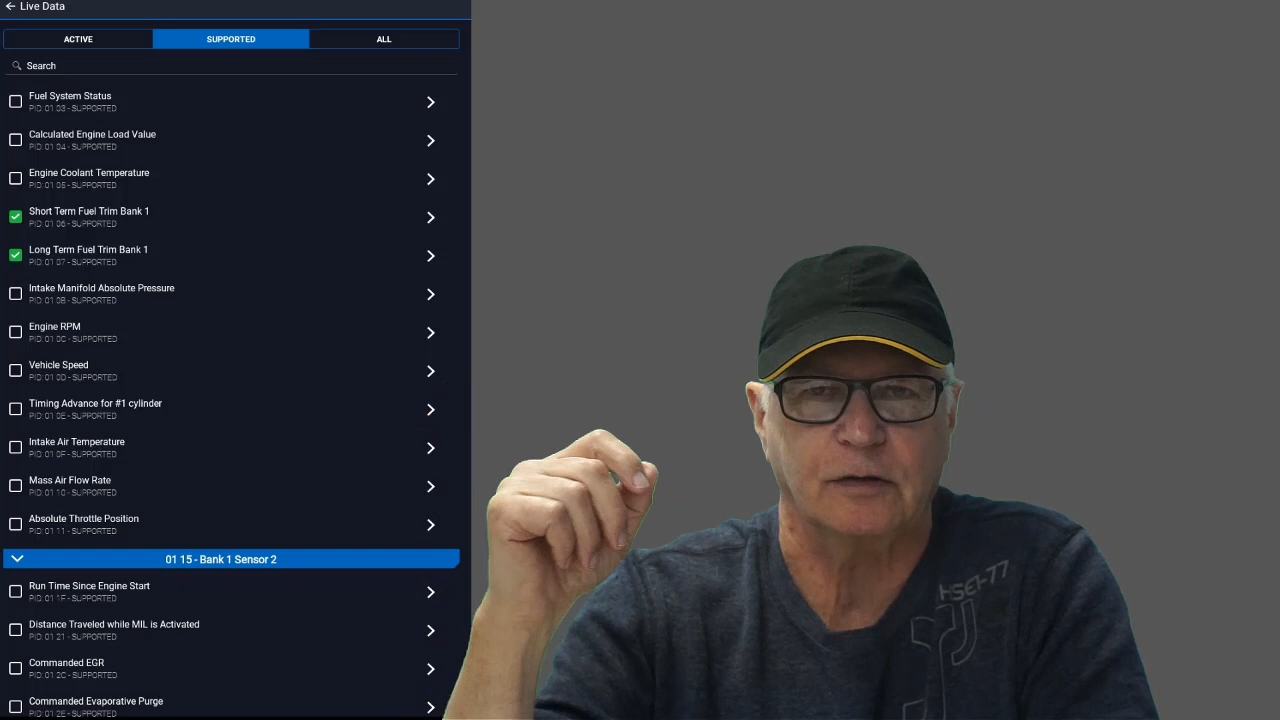 Live Data
ACTIVE
SUPPORTED
ALL
Search
Fuel System Status
PID: 01 03 - SUPPORTED
Calculated Engine Load Value
PID: 01 04 - SUPPORTED
Engine Coolant Temperature
PID: 01 05 - SUPPORTED
Short Term Fuel Trim Bank 1
PID: 01 06 - SUPPORTED
Long Term Fuel Trim Bank 1
PID: 01 07 - SUPPORTED
Intake Manifold Absolute Pressure
PID: 01 0B - SUPPORTED
Engine RPM
PID: 01 0C - SUPPORTED
Vehicle Speed
PID: 01 0D - SUPPORTED
Timing Advance for #1 cylinder
PID: 01 0E - SUPPORTED
Intake Air Temperature
PID: 01 0F - SUPPORTED
Mass Air Flow Rate
PID: 01 10 - SUPPORTED
Absolute Throttle Position
PID: 01 11 - SUPPORTED
01 15 - Bank 1 Sensor 2
Run Time Since Engine Start
PID: 01 1F - SUPPORTED
Distance Traveled while MIL is Activated
PID: 01 21 - SUPPORTED
Commanded EGR
PID: 01 2C - SUPPORTED
Commanded Evaporative Purge
PID: 01 2E - SUPPORTED